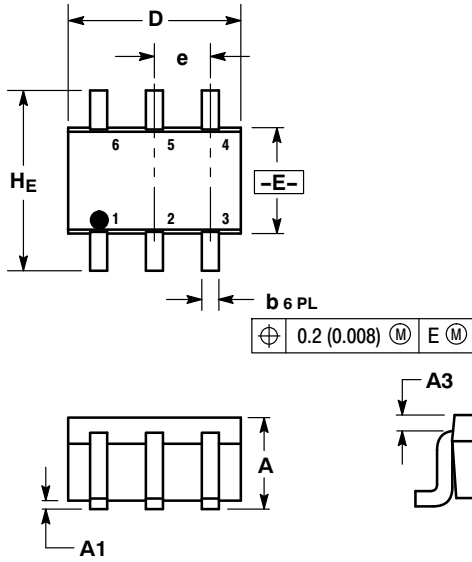 D
e
6 5 4
HE
-E-
1 2 3
b 6 PL
⌖ 0.2 (0.008) Ⓜ E Ⓜ
A3
A
A1